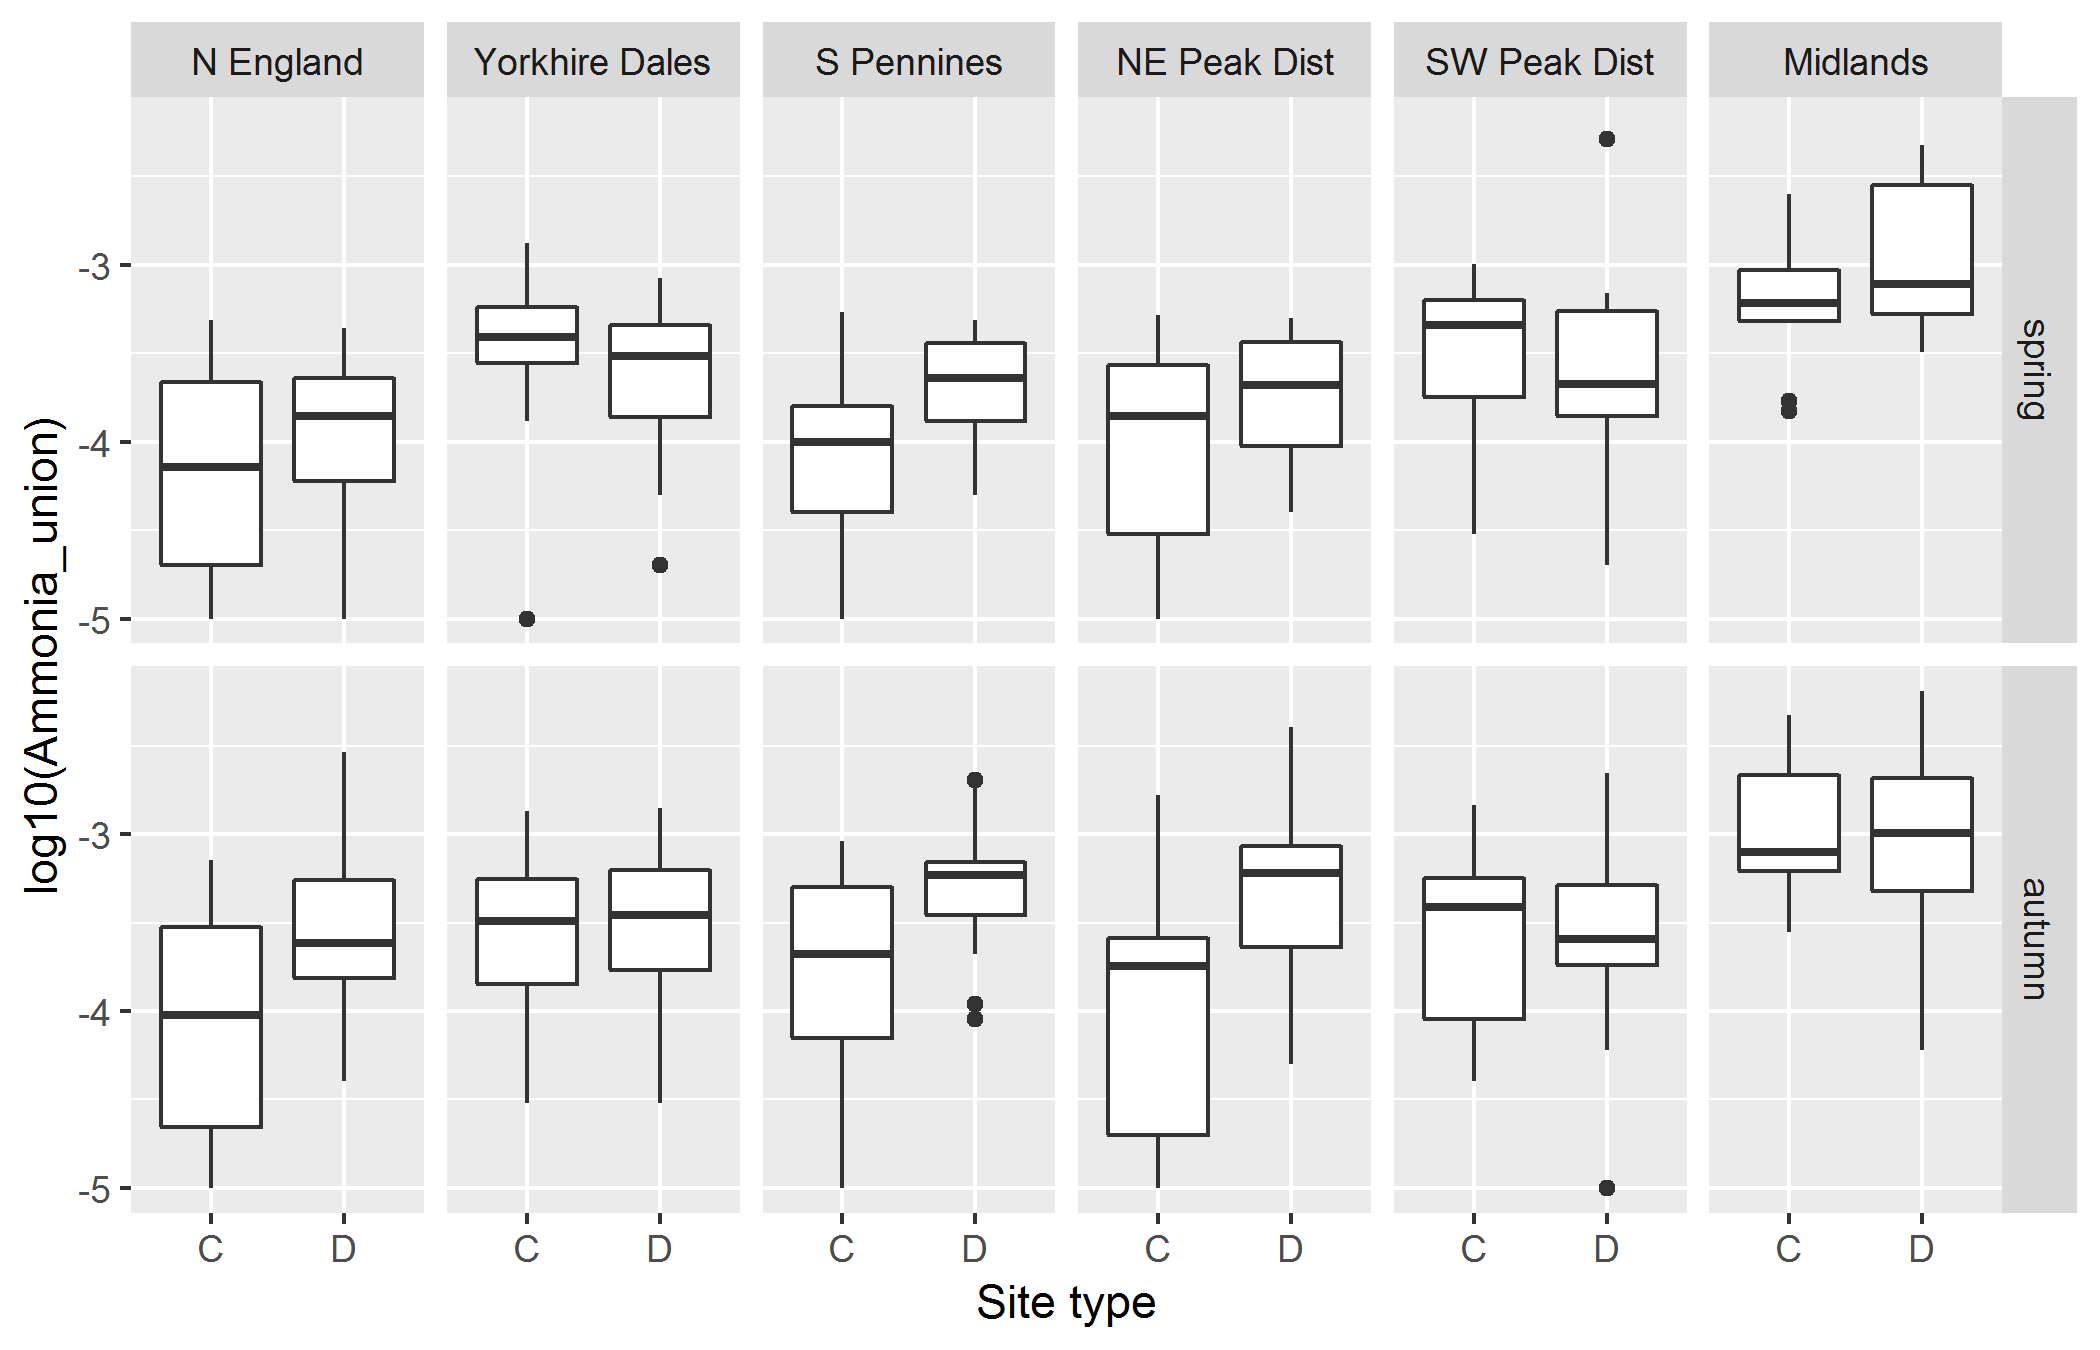 N England Yorkhire Dales S Pennines NE Peak Dist SW Peak Dist Midlands
log10(Ammonia_union)
-3
-4
-5
spring
-3
-4
-5
autumn
C D C D C D C D C D C D
Site type